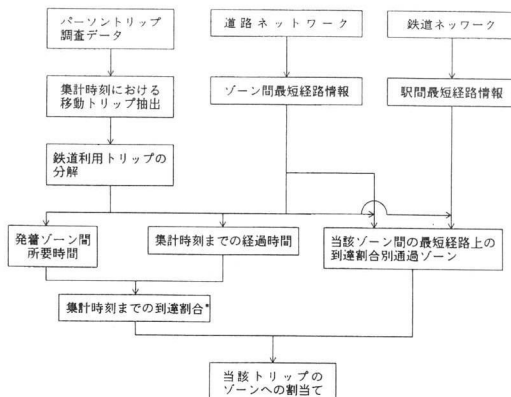 パーソントリップ
調査データ
道路ネットワーク
鉄道ネッワーク
集計時刻における
移動トリップ抽出
ゾーン間最短経路情報
駅間最短経路情報
鉄道利用トリップの
分解
発着ゾーン間
所要時間
集計時刻までの経過時間
当該ゾーン間の最短経路上の
到達割合別通過ゾーン
集計時刻までの到達割合*
当該トリップの
ゾーンへの割当て